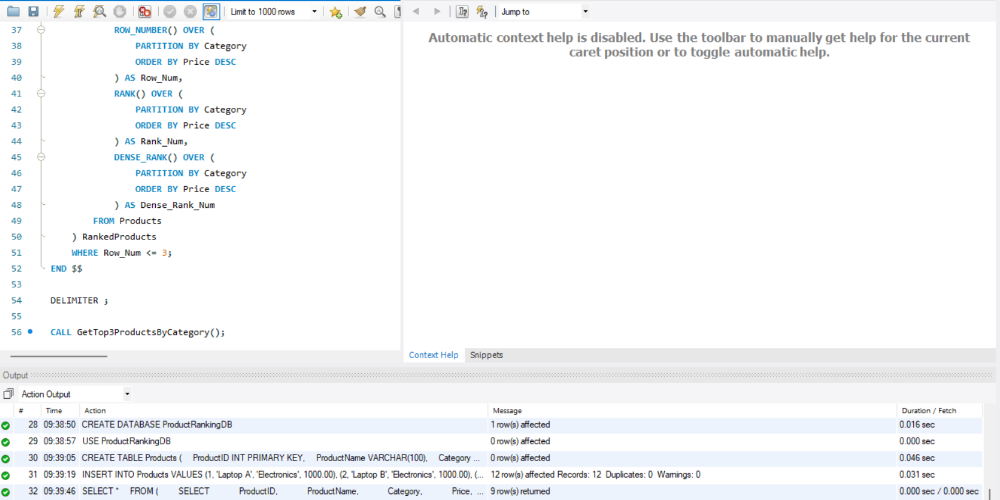 Limit to 1000 rows
Jump to
37 ROW_NUMBER() OVER (
38 PARTITION BY Category
39 ORDER BY Price DESC
40 ) AS Row_Num,
41 RANK() OVER (
42 PARTITION BY Category
43 ORDER BY Price DESC
44 ) AS Rank_Num,
45 DENSE_RANK() OVER (
46 PARTITION BY Category
47 ORDER BY Price DESC
48 ) AS Dense_Rank_Num
49 FROM Products
50 ) RankedProducts
51 WHERE Row_Num <= 3;
52 END $$
53
54 DELIMITER ;
55
56 CALL GetTop3ProductsByCategory();
Automatic context help is disabled. Use the toolbar to manually get help for the current
caret position or to toggle automatic help.
Context Help Snippets
Output
Action Output
# Time Action Message Duration / Fetch
28 09:38:50 CREATE DATABASE ProductRankingDB 1 row(s) affected 0.016 sec
29 09:38:57 USE ProductRankingDB 0 row(s) affected 0.000 sec
30 09:39:05 CREATE TABLE Products ( ProductID INT PRIMARY KEY, ProductName VARCHAR(100), Category ... 0 row(s) affected 0.046 sec
31 09:39:19 INSERT INTO Products VALUES (1, 'Laptop A', 'Electronics', 1000.00), (2, 'Laptop B', 'Electronics', 1000.00), (... 12 row(s) affected Records: 12 Duplicates: 0 Warnings: 0 0.031 sec
32 09:39:46 SELECT * FROM ( SELECT ProductID, ProductName, Category, Price, ... 9 row(s) returned 0.000 sec / 0.000 sec